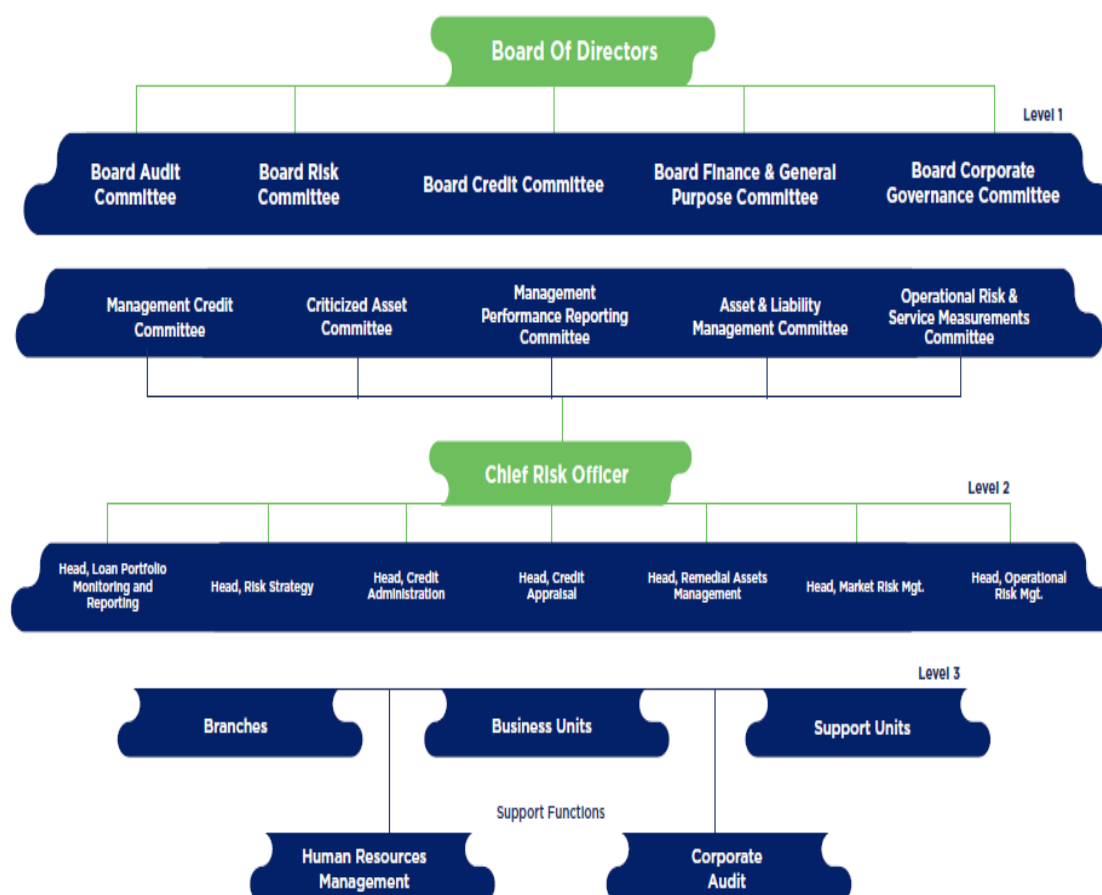 Board Of Directors
Level 1
Board Audit
Committee
Board Risk
Committee
Board Credit Committee
Board Finance & General
Purpose Committee
Board Corporate
Governance Committee
Management Credit
Committee
Criticized Asset
Committee
Management
Performance Reporting
Committee
Asset & Liability
Management Committee
Operational Risk &
Service Measurements
Committee
Chief Risk Officer
Level 2
Head, Loan Portfolio
Monitoring and
Reporting
Head, Risk Strategy
Head, Credit
Administration
Head, Credit
Appraisal
Head, Remedial Assets
Management
Head, Market Risk Mgt.
Head, Operational
Risk Mgt.
Level 3
Branches
Business Units
Support Units
Support Functions
Human Resources
Management
Corporate
Audit